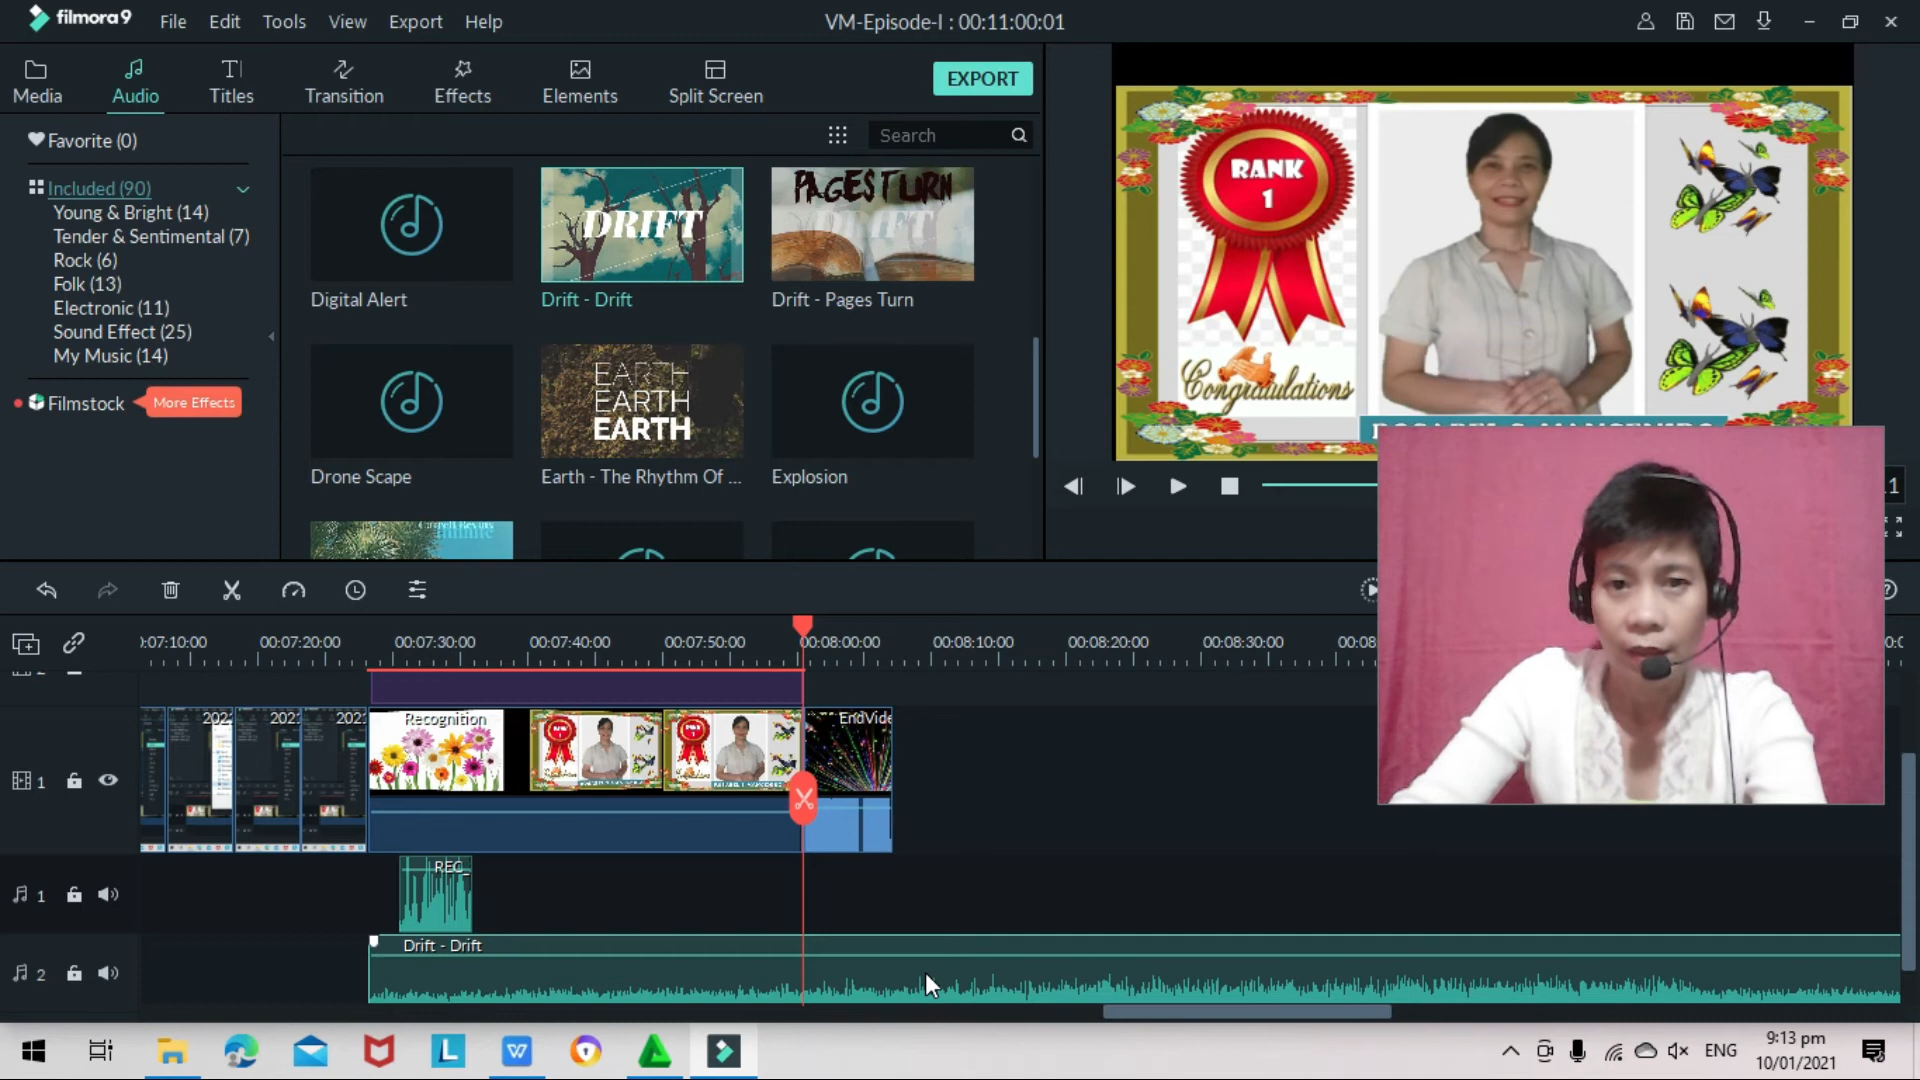 filmora9 File Edit Tools View Export Help VM-Episode-I : 00:11:00:01
Media Audio Titles Transition Effects Elements Split Screen EXPORT
Favorite (0)
Search
Included (90)
Young & Bright (14)
Tender & Sentimental (7)
Rock (6)
Folk (13)
Electronic (11)
Sound Effect (25)
My Music (14)
Filmstock More Effects
DRIFT
PAGES TURN
DRIFT
Digital Alert Drift - Drift Drift - Pages Turn
EARTH
EARTH
EARTH
Drone Scape Earth - The Rhythm Of ... Explosion
RANK
1
Congratulations
00:07:20:00 00:07:30:00 00:07:40:00 00:07:50:00 00:08:00:00 00:08:10:00 00:08:20:00 00:08:30:00
Recognition EndVide
1
REC_
1
Drift - Drift
2
ENG
9:13 pm
10/01/2021